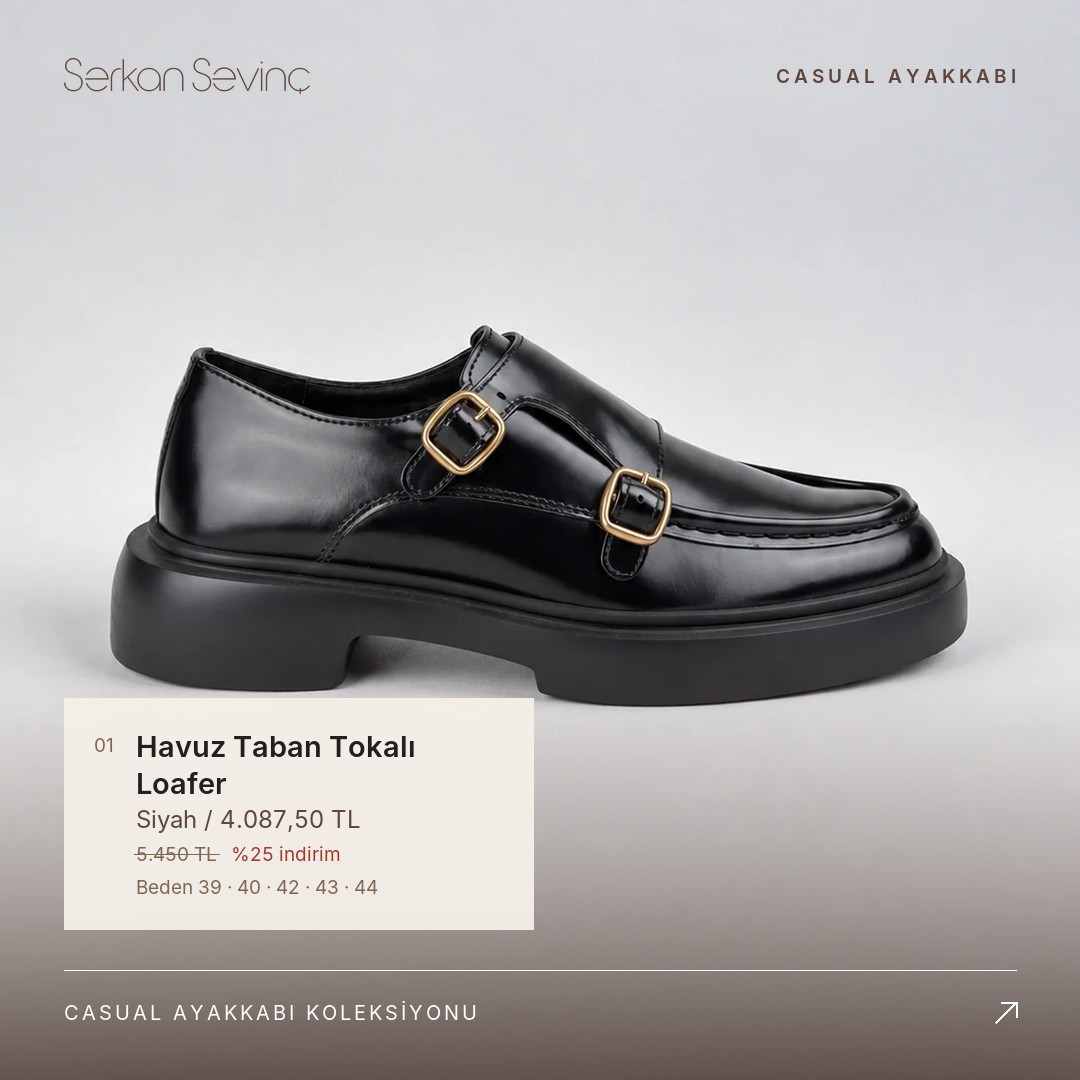 Serkan Sevinç
CASUAL AYAKKABI
01
Havuz Taban Tokalı
Loafer
Siyah / 4.087,50 TL
5.450 TL %25 indirim
Beden 39 · 40 · 42 · 43 · 44
CASUAL AYAKKABI KOLEKSİYONU